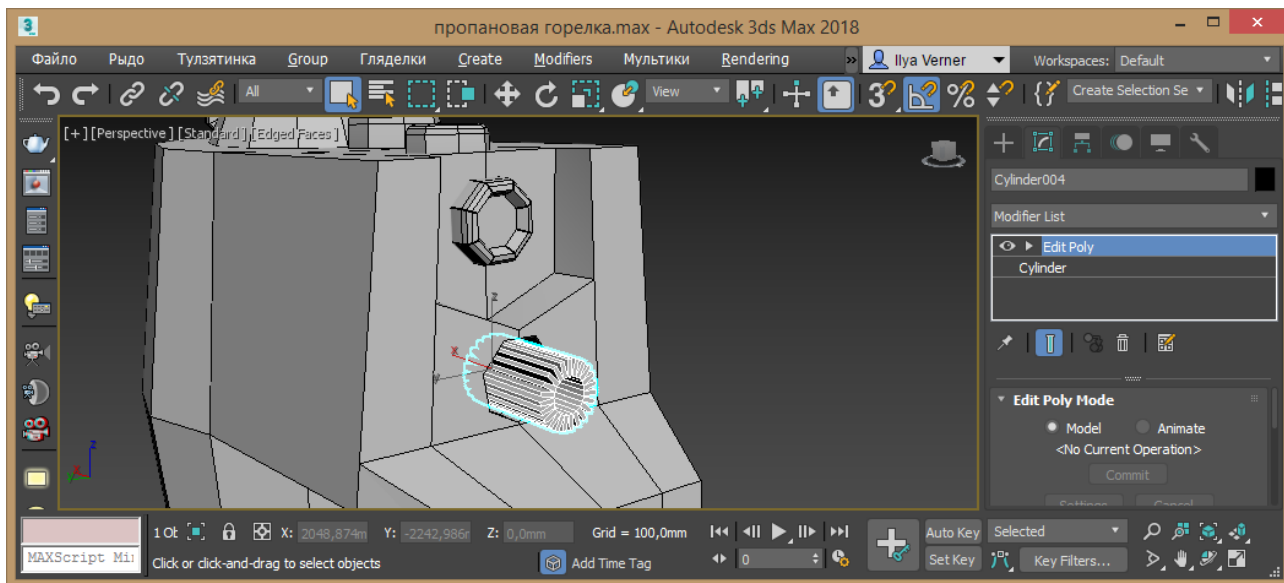 3
пропановая горелка.max - Autodesk 3ds Max 2018
Файло Рыдо Тулзятинка Group Гляделки Create Modifiers Мультики Rendering » Ilya Verner Workspaces: Default
All View Create Selection Se
[+] [Perspective ] [Standard ] [Edged Faces ]
Cylinder004
Modifier List
Edit Poly
Cylinder
z
x
y
Edit Poly Mode
Model Animate
<No Current Operation>
Commit
Settings Cancel
z
x
1 Ob X: 2048,874m Y: -2242,986m Z: 0,0mm Grid = 100,0mm Auto Key Selected
MAXScript Mi Click or click-and-drag to select objects Add Time Tag 0 Set Key Key Filters...